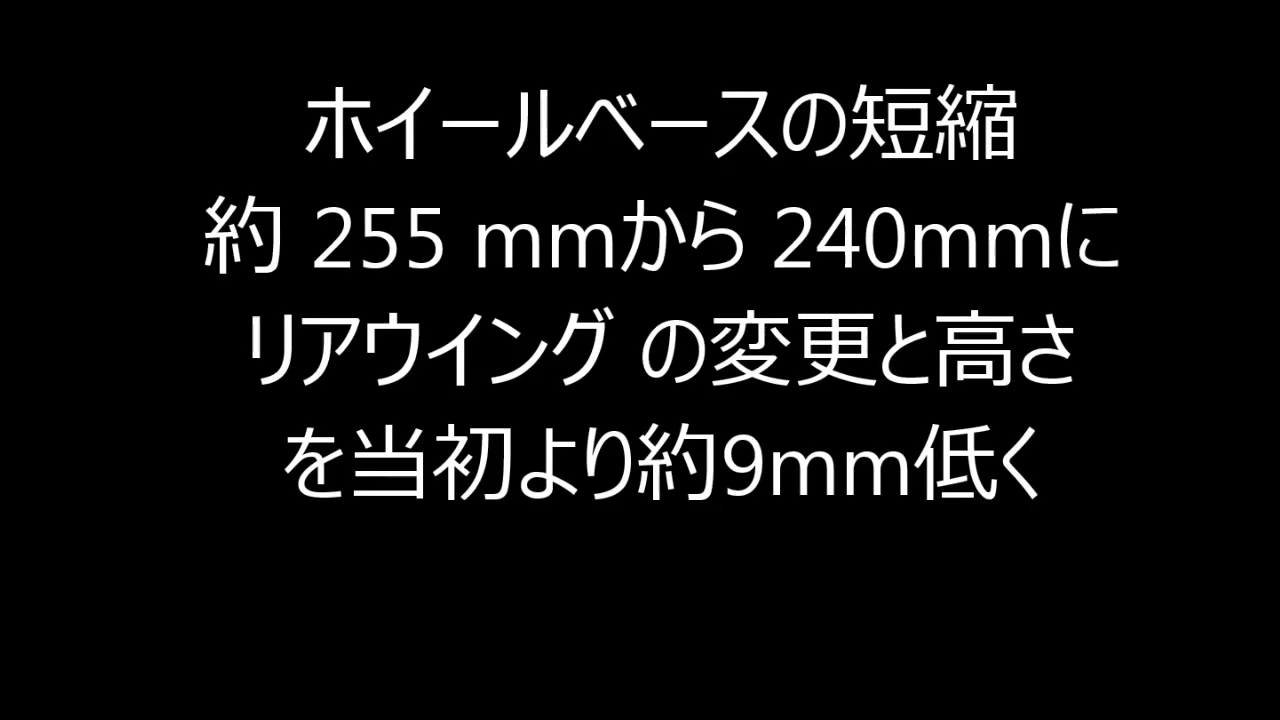 ホイールベースの短縮
約 255 mmから 240mmに
リアウイング の変更と高さ
を当初より約9mm低く